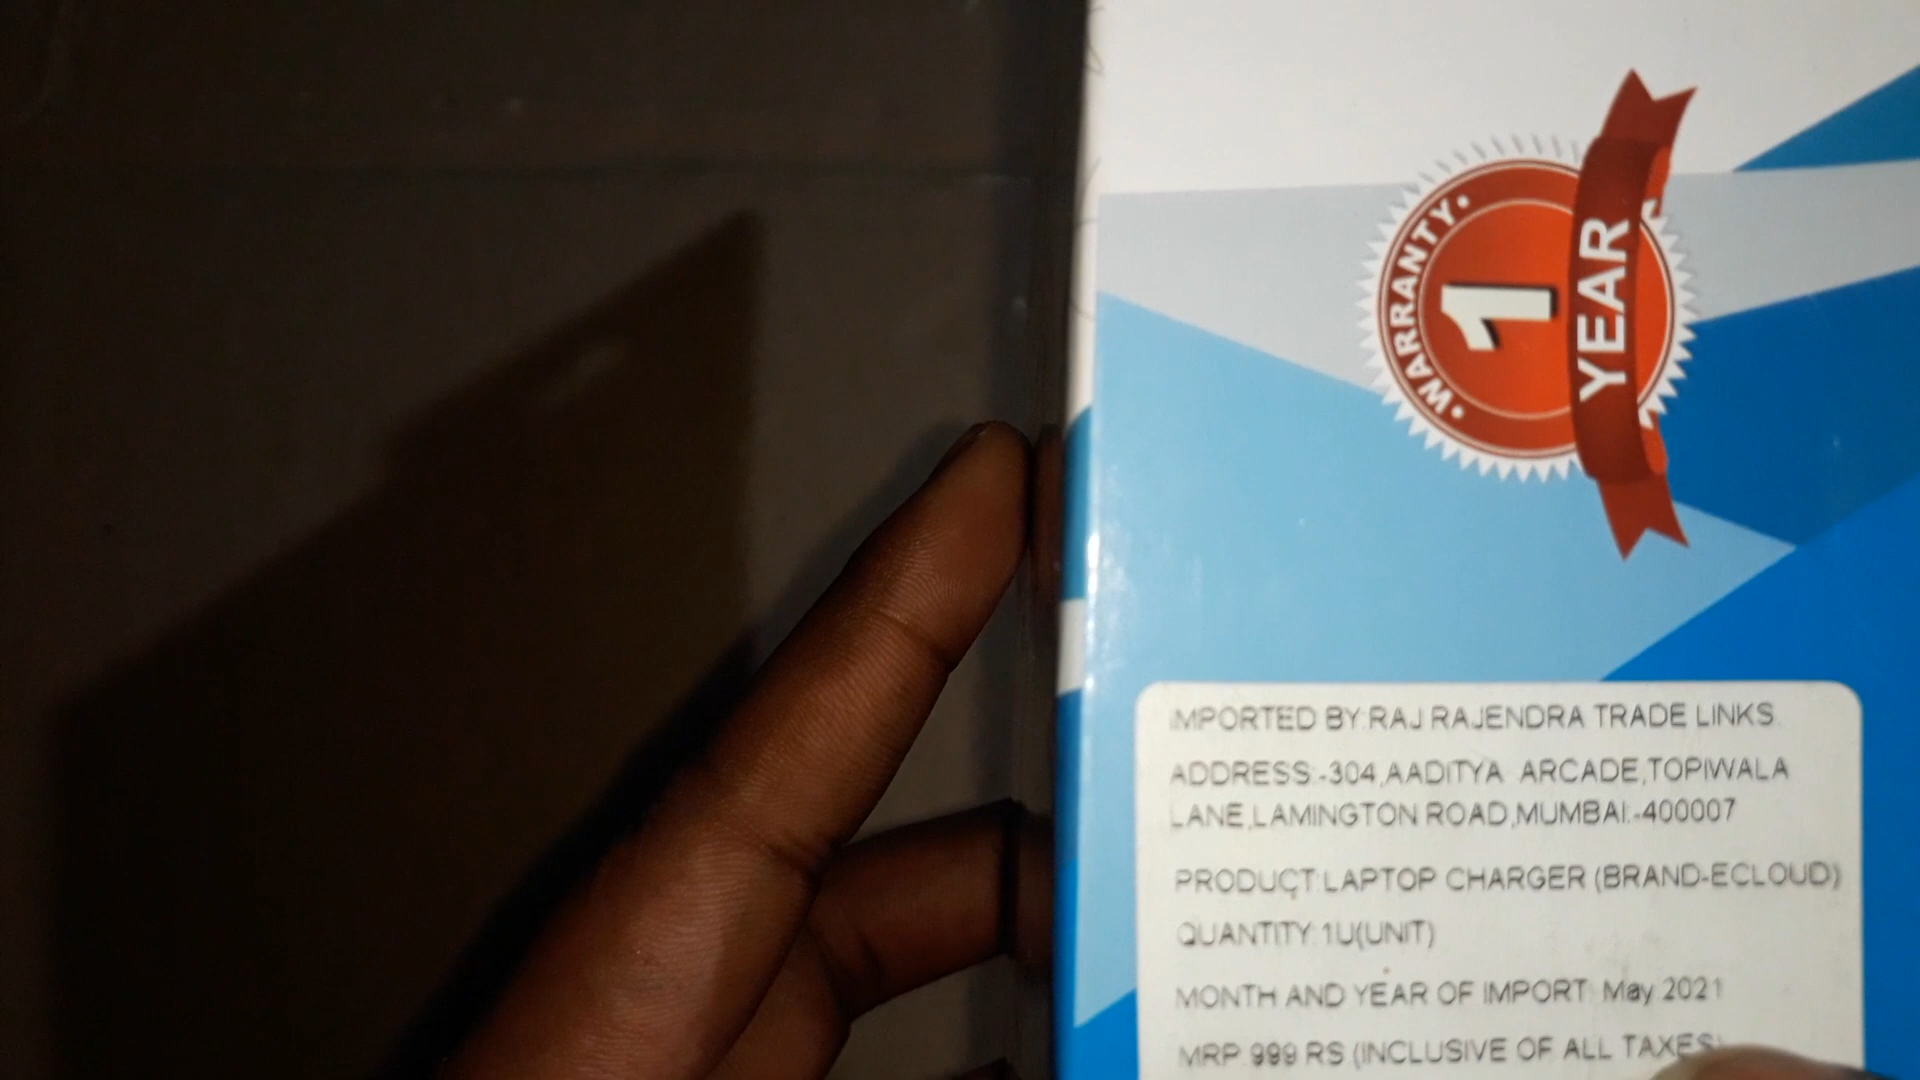 WARRANTY
1
YEAR
IMPORTED BY:RAJ RAJENDRA TRADE LINKS.
ADDRESS:-304,AADITYA ARCADE,TOPIWALA
LANE,LAMINGTON ROAD,MUMBAI:-400007
PRODUCT:LAPTOP CHARGER (BRAND-ECLOUD)
QUANTITY:1U(UNIT)
MONTH AND YEAR OF IMPORT: May 2021
MRP 999 RS (INCLUSIVE OF ALL TAXES)